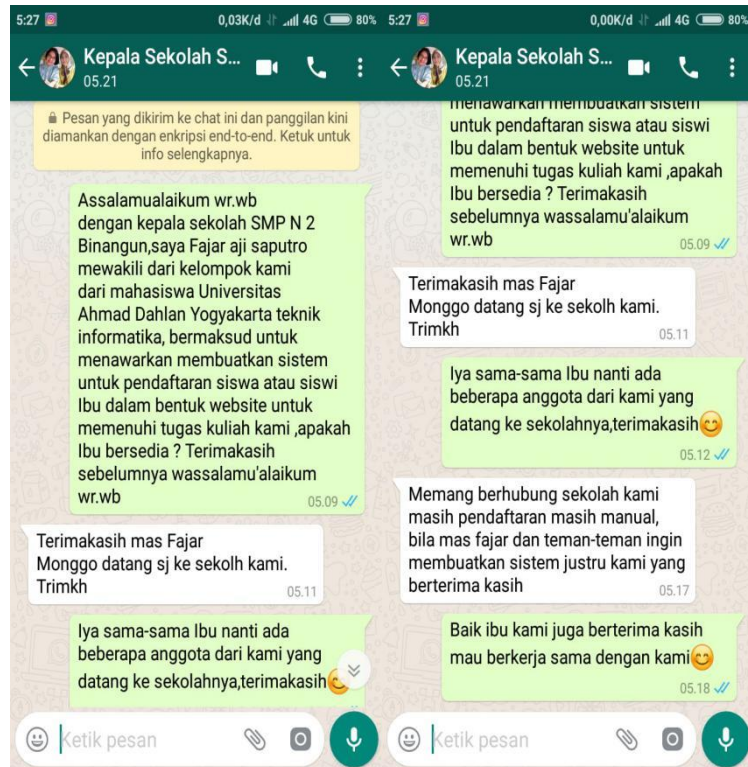 5:27 0,03K/d 4G 80%
Kepala Sekolah S...
05.21
Pesan yang dikirim ke chat ini dan panggilan kini
diamankan dengan enkripsi end-to-end. Ketuk untuk
info selengkapnya.
Assalamualaikum wr.wb
dengan kepala sekolah SMP N 2
Binangun,saya Fajar aji saputro
mewakili dari kelompok kami
dari mahasiswa Universitas
Ahmad Dahlan Yogyakarta teknik
informatika, bermaksud untuk
menawarkan membuatkan sistem
untuk pendaftaran siswa atau siswi
Ibu dalam bentuk website untuk
memenuhi tugas kuliah kami ,apakah
Ibu bersedia ? Terimakasih
sebelumnya wassalamu'alaikum
wr.wb
05.09
Terimakasih mas Fajar
Monggo datang sj ke sekolh kami.
Trimkh
05.11
Iya sama-sama Ibu nanti ada
beberapa anggota dari kami yang
datang ke sekolahnya,terimakasih
Ketik pesan
5:27 0,00K/d 4G 80%
Kepala Sekolah S...
05.21
menawarkan membuatkan sistem
untuk pendaftaran siswa atau siswi
Ibu dalam bentuk website untuk
memenuhi tugas kuliah kami ,apakah
Ibu bersedia ? Terimakasih
sebelumnya wassalamu'alaikum
wr.wb
05.09
Terimakasih mas Fajar
Monggo datang sj ke sekolh kami.
Trimkh
05.11
Iya sama-sama Ibu nanti ada
beberapa anggota dari kami yang
datang ke sekolahnya,terimakasih😊
05.12
Memang berhubung sekolah kami
masih pendaftaran masih manual,
bila mas fajar dan teman-teman ingin
membuatkan sistem justru kami yang
berterima kasih
05.17
Baik ibu kami juga berterima kasih
mau berkerja sama dengan kami😊
05.18
Ketik pesan